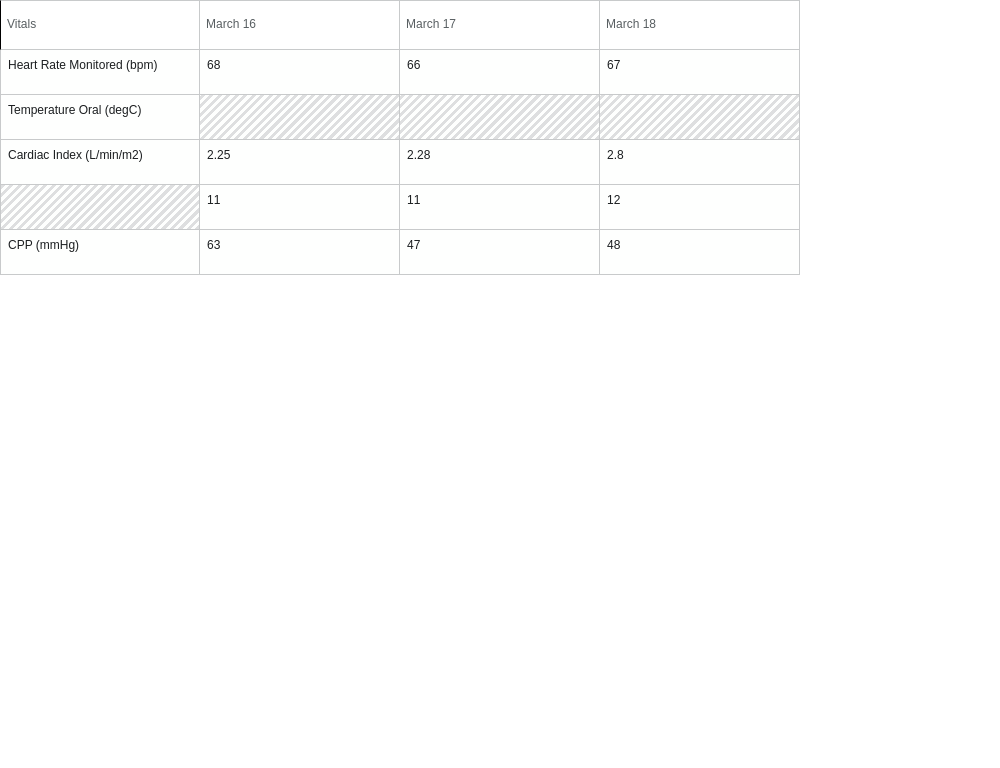 Vitals March 16 March 17 March 18
Heart Rate Monitored (bpm) 68 66 67
Temperature Oral (degC)
Cardiac Index (L/min/m2) 2.25 2.28 2.8
11 11 12
CPP (mmHg) 63 47 48